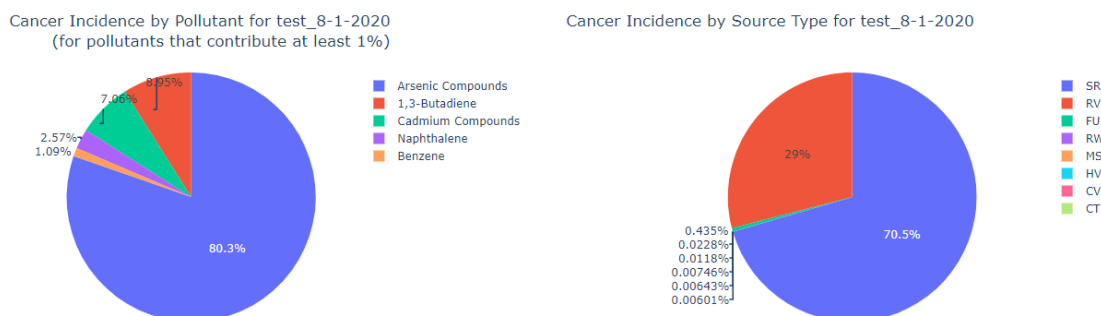 Cancer Incidence by Pollutant for test_8-1-2020
(for pollutants that contribute at least 1%)
8.95%
7.06%
2.57%
1.09%
80.3%
Arsenic Compounds
1,3-Butadiene
Cadmium Compounds
Naphthalene
Benzene
Cancer Incidence by Source Type for test_8-1-2020
29%
70.5%
0.435%
0.0228%
0.0118%
0.00746%
0.00643%
0.00601%
SR
RV
FU
RW
MS
HV
CV
CT